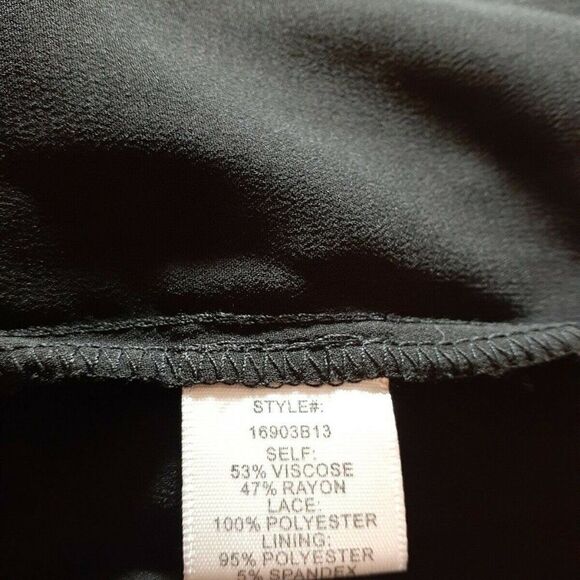 STYLE#:
16903B13
SELF:
53% VISCOSE
47% RAYON
LACE:
100% POLYESTER
LINING:
95% POLYESTER
5% SPANDEX